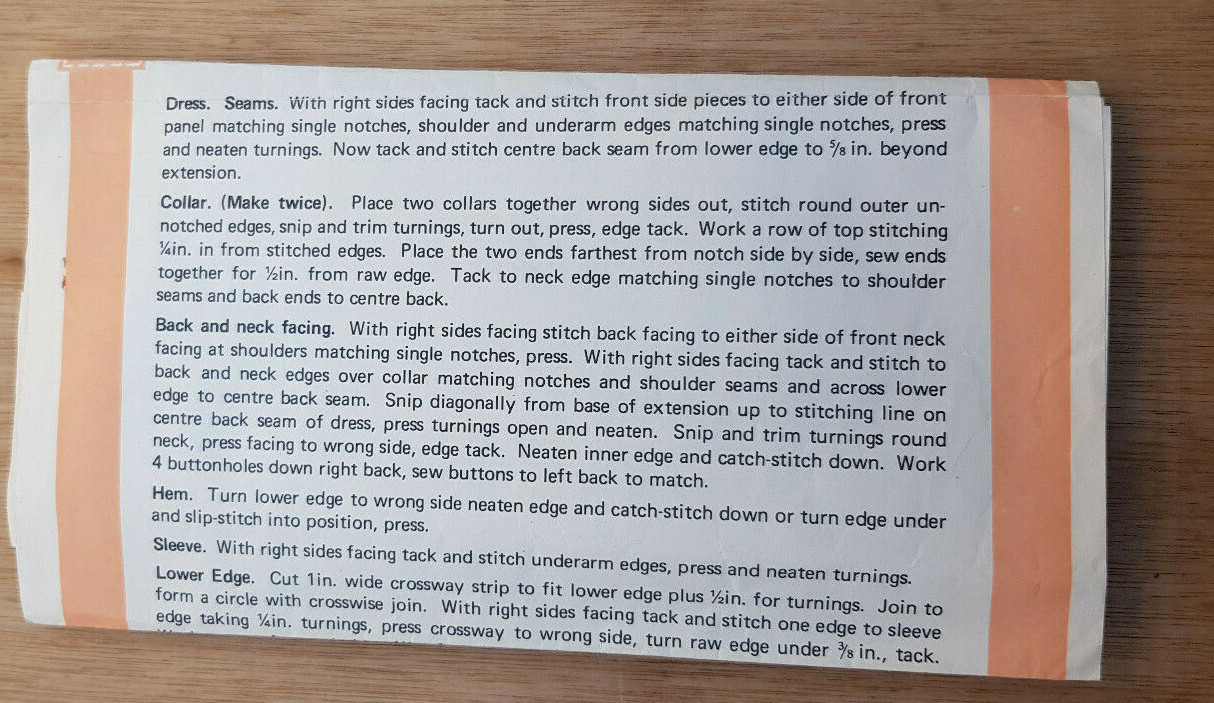 Dress. Seams. With right sides facing tack and stitch front side pieces to either side of front
panel matching single notches, shoulder and underarm edges matching single notches, press
and neaten turnings. Now tack and stitch centre back seam from lower edge to ⅝ in. beyond
extension.
Collar. (Make twice). Place two collars together wrong sides out, stitch round outer un-
notched edges, snip and trim turnings, turn out, press, edge tack. Work a row of top stitching
¼in. in from stitched edges. Place the two ends farthest from notch side by side, sew ends
together for ½in. from raw edge. Tack to neck edge matching single notches to shoulder
seams and back ends to centre back.
Back and neck facing. With right sides facing stitch back facing to either side of front neck
facing at shoulders matching single notches, press. With right sides facing tack and stitch to
back and neck edges over collar matching notches and shoulder seams and across lower
edge to centre back seam. Snip diagonally from base of extension up to stitching line on
centre back seam of dress, press turnings open and neaten. Snip and trim turnings round
neck, press facing to wrong side, edge tack. Neaten inner edge and catch-stitch down. Work
4 buttonholes down right back, sew buttons to left back to match.
Hem. Turn lower edge to wrong side neaten edge and catch-stitch down or turn edge under
and slip-stitch into position, press.
Sleeve. With right sides facing tack and stitch underarm edges, press and neaten turnings.
Lower Edge. Cut 1in. wide crossway strip to fit lower edge plus ½in. for turnings. Join to
form a circle with crosswise join. With right sides facing tack and stitch one edge to sleeve
edge taking ¼in. turnings, press crossway to wrong side, turn raw edge under ⅜ in., tack.